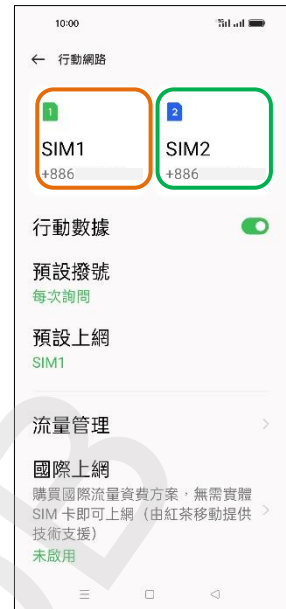 10:00
← 行動網路
1
2
SIM1
SIM2
+886
+886
行動數據
預設撥號
每次詢問
預設上網
SIM1
流量管理
國際上網
購買國際流量資費方案，無需實體
SIM 卡即可上網（由紅茶移動提供
技術支援）
未啟用